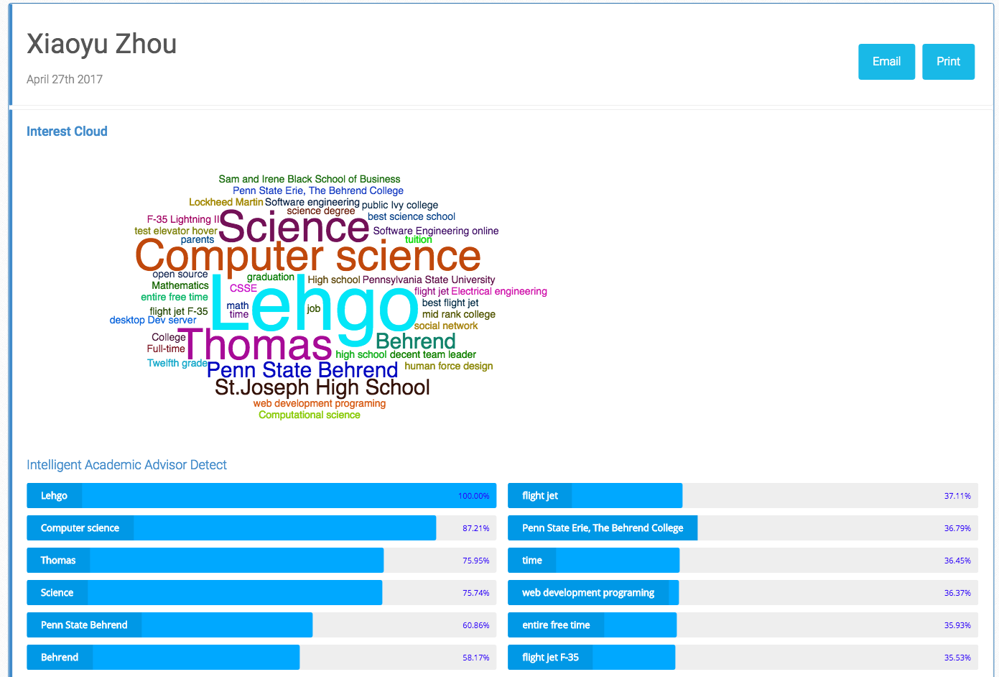 Xiaoyu Zhou
April 27th 2017
Email
Print
Interest Cloud
Sam and Irene Black School of Business
Penn State Erie, The Behrend College
Lockheed Martin
Software engineering
public Ivy college
science degree
best science school
F-35 Lightning II
Science
test elevator hover
Software Engineering online
parents
tuition
Computer science
open source
graduation
High school
Pennsylvania State University
Mathematics
CSSE
Lehgo
flight jet
Electrical engineering
entire free time
math
best flight jet
flight jet F-35
time
job
mid rank college
desktop Dev server
social network
College
Thomas
Behrend
Full-time
high school
decent team leader
Twelfth grade
Penn State Behrend
human force design
St.Joseph High School
web development programing
Computational science
Intelligent Academic Advisor Detect
Lehgo 100.00%
flight jet 37.11%
Computer science 87.21%
Penn State Erie, The Behrend College 36.79%
Thomas 75.95%
time 36.45%
Science 75.74%
web development programing 36.37%
Penn State Behrend 60.86%
entire free time 35.93%
Behrend 58.17%
flight jet F-35 35.53%